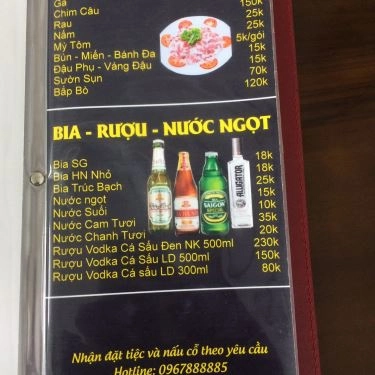 Gà 150k
Chim Câu 25k
Rau 25k
Nấm 5k/gói
Mỳ Tôm 15k
Bún - Miến - Bánh Đa 15k
Đậu Phụ - Váng Đậu 70k
Sườn Sụn 120k
Bắp Bò
BIA - RƯỢU - NƯỚC NGỌT
Bia SG 18k
Bia HN Nhỏ 18k
Bia Trúc Bạch 25k
Nước ngọt 15k
Nước Suối 10k
Nước Cam Tươi 35k
Nước Chanh Tươi 20k
Rượu Vodka Cá Sấu Đen NK 500ml 230k
Rượu Vodka Cá Sấu LD 500ml 150k
Rượu Vodka Cá sấu LD 300ml 80k
ALIGATOR
SAIGON
Nhận đặt tiệc và nấu cỗ theo yêu cầu
Hotline: 0967888885